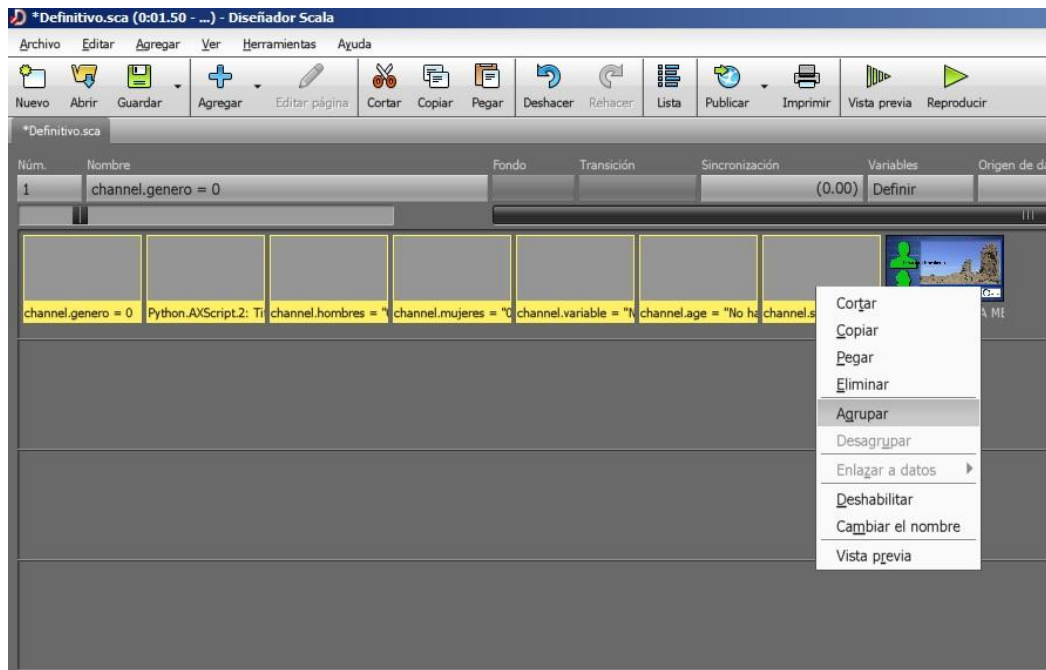 *Definitivo.sca (0:01.50 - ...) - Diseñador Scala
Archivo Editar Agregar Ver Herramientas Ayuda
Nuevo Abrir Guardar Agregar Editar página Cortar Copiar Pegar Deshacer Rehacer Lista Publicar Imprimir Vista previa Reproducir
*Definitivo.sca
Núm. Nombre Fondo Transición Sincronización Variables Origen de da
1 channel.genero = 0 (0.00) Definir
channel.genero = 0 Python.AXScript.2: Ti channel.hombres = " channel.mujeres = "0 channel.variable = "N channel.age = "No ha channel.s A ME
Cortar
Copiar
Pegar
Eliminar
Agrupar
Desagrupar
Enlazar a datos
Deshabilitar
Cambiar el nombre
Vista previa